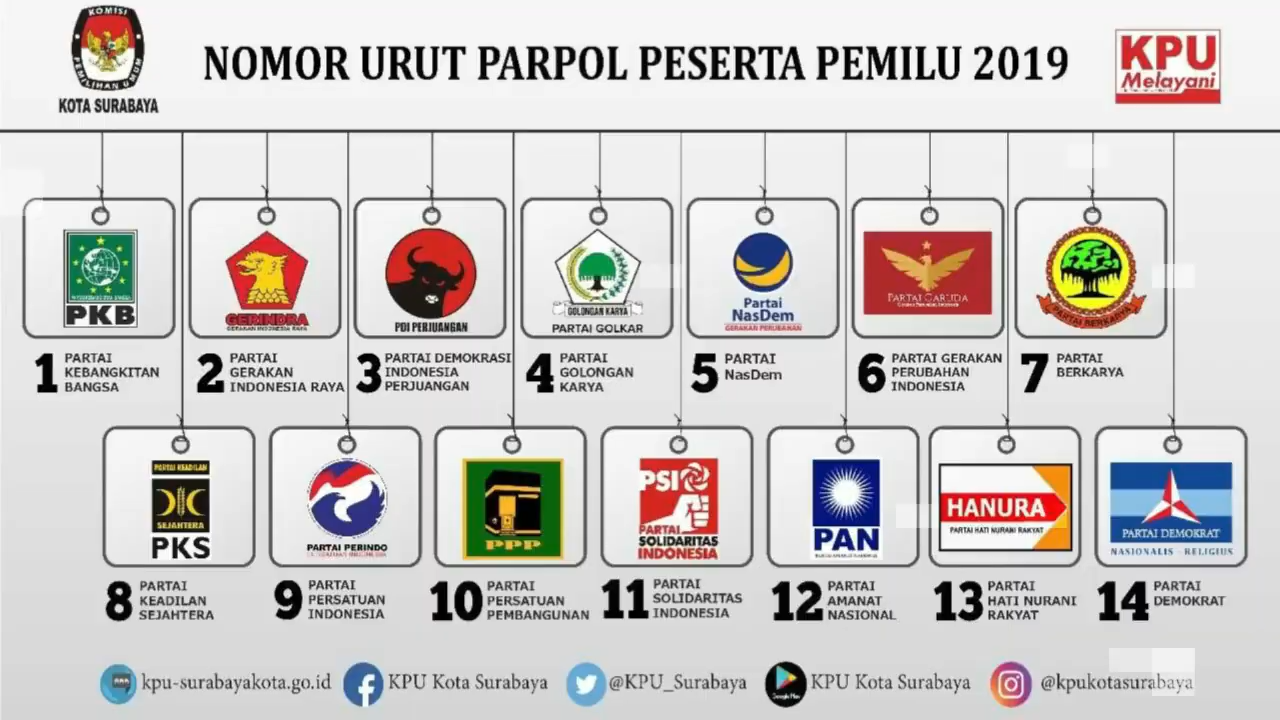 KOMISI
PEMILIHAN UMUM
KOTA SURABAYA
NOMOR URUT PARPOL PESERTA PEMILU 2019
KPU
Melayani
PKB
GERINDRA
GERAKAN INDONESIA RAYA
PDI PERJUANGAN
GOLONGAN KARYA
PARTAI GOLKAR
Partai
NasDem
GERAKAN PERUBAHAN
PARTAI GARUDA
PARTAI BERKARYA
1 PARTAI
KEBANGKITAN
BANGSA
2 PARTAI
GERAKAN
INDONESIA RAYA
3 PARTAI DEMOKRASI
INDONESIA
PERJUANGAN
4 PARTAI
GOLONGAN
KARYA
5 PARTAI
NasDem
6 PARTAI GERAKAN
PERUBAHAN
INDONESIA
7 PARTAI
BERKARYA
PARTAI KEADILAN
SEJAHTERA
PKS
PARTAI PERINDO
PPP
PSI
PARTAI
SOLIDARITAS
INDONESIA
PAN
HANURA
PARTAI HATI NURANI RAKYAT
PARTAI DEMOKRAT
NASIONALIS - RELIGIUS
8 PARTAI
KEADILAN
SEJAHTERA
9 PARTAI
PERSATUAN
INDONESIA
10 PARTAI
PERSATUAN
PEMBANGUNAN
11 PARTAI
SOLIDARITAS
INDONESIA
12 PARTAI
AMANAT
NASIONAL
13 PARTAI
HATI NURANI
RAKYAT
14 PARTAI
DEMOKRAT
kpu-surabayakota.go.id
KPU Kota Surabaya
@KPU_Surabaya
Google Play
KPU Kota Surabaya
@kpukotasurabaya